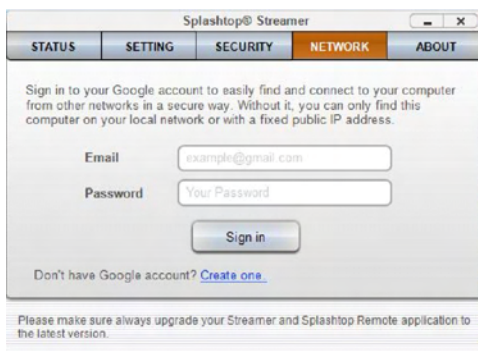 Splashtop® Streamer
STATUS SETTING SECURITY NETWORK ABOUT
Sign in to your Google account to easily find and connect to your computer
from other networks in a secure way. Without it, you can only find this
computer on your local network or with a fixed public IP address.
Email example@gmail.com
Password Your Password
Sign in
Don't have Google account? Create one.
Please make sure always upgrade your Streamer and Splashtop Remote application to
the latest version.